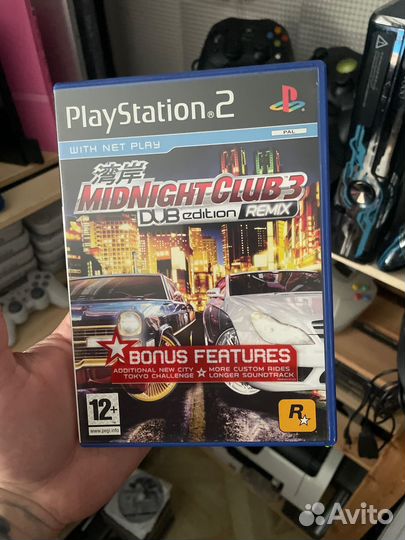 PlayStation®2
PAL
WITH NET PLAY
湾岸
MIDNIGHT CLUB 3
DUB edition REMIX
BONUS FEATURES
ADDITIONAL NEW CITY ★ MORE CUSTOM RIDES
TOKYO CHALLENGE ★ LONGER SOUNDTRACK
12+
www.pegi.info
R★
Avito